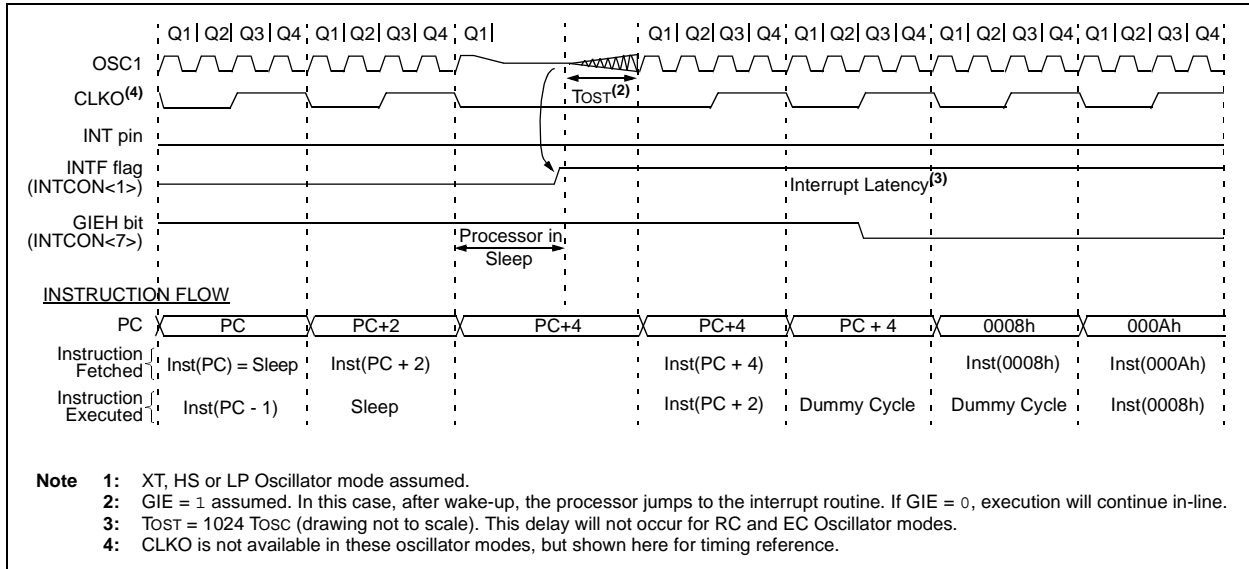 Q1 Q2 Q3 Q4 Q1 Q2 Q3 Q4 Q1 Q1 Q2 Q3 Q4 Q1 Q2 Q3 Q4 Q1 Q2 Q3 Q4 Q1 Q2 Q3 Q4
OSC1
CLKO(4)
TOST(2)
INT pin
INTF flag
(INTCON<1>)
Interrupt Latency(3)
GIEH bit
(INTCON<7>)
Processor in
Sleep
INSTRUCTION FLOW
PC PC PC+2 PC+4 PC+4 PC + 4 0008h 000Ah
Instruction
Fetched
Inst(PC) = Sleep Inst(PC + 2) Inst(PC + 4) Inst(0008h) Inst(000Ah)
Instruction
Executed
Inst(PC - 1) Sleep Inst(PC + 2) Dummy Cycle Dummy Cycle Inst(0008h)
Note 1: XT, HS or LP Oscillator mode assumed.
2: GIE = 1 assumed. In this case, after wake-up, the processor jumps to the interrupt routine. If GIE = 0, execution will continue in-line.
3: TOST = 1024 TOSC (drawing not to scale). This delay will not occur for RC and EC Oscillator modes.
4: CLKO is not available in these oscillator modes, but shown here for timing reference.